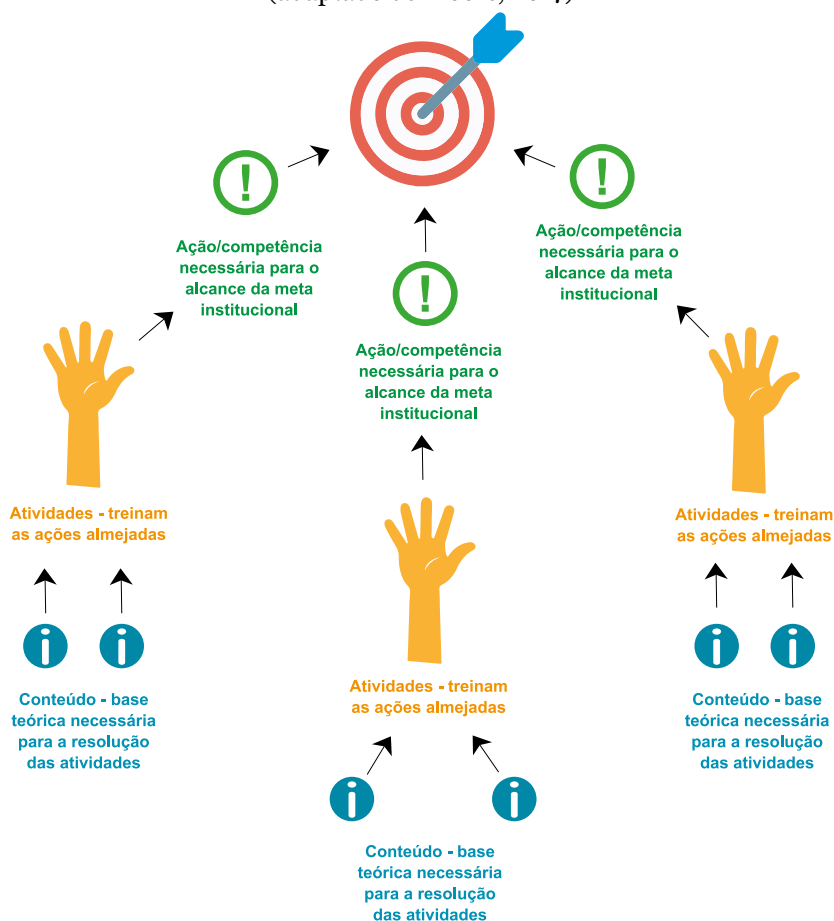 Ação/competência
necessária para o
alcance da meta
institucional
Ação/competência
necessária para o
alcance da meta
institucional
Ação/competência
necessária para o
alcance da meta
institucional
Atividades - treinam
as ações almejadas
Atividades - treinam
as ações almejadas
Atividades - treinam
as ações almejadas
Conteúdo - base
teórica necessária
para a resolução
das atividades
Conteúdo - base
teórica necessária
para a resolução
das atividades
Conteúdo - base
teórica necessária
para a resolução
das atividades